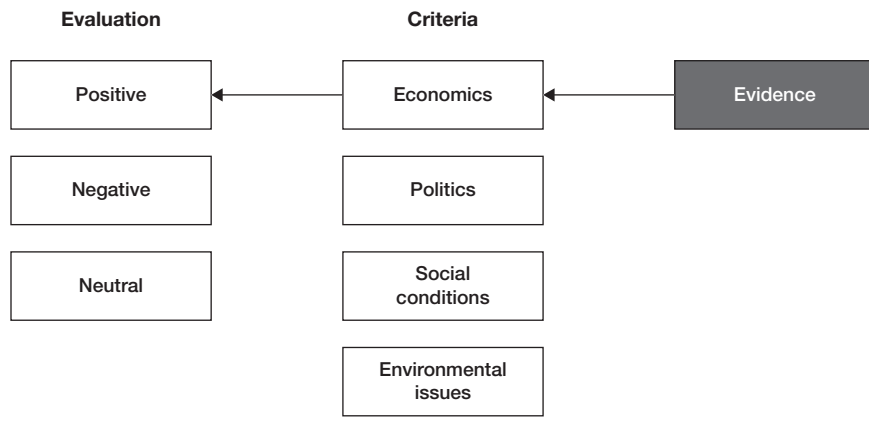 Evaluation
Criteria
Positive
Economics
Evidence
Negative
Politics
Neutral
Social
conditions
Environmental
issues